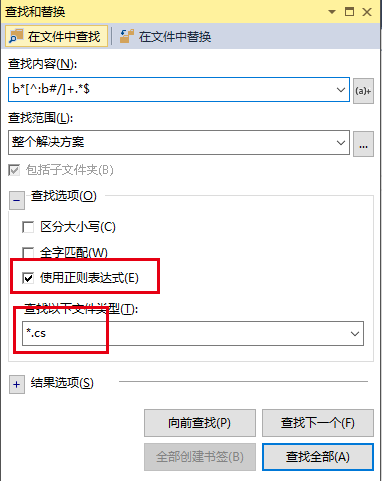 查找和替换
在文件中查找 在文件中替换
查找内容(N):
b*[^:b#/]+.*$
(a)+
查找范围(L):
整个解决方案
...
包括子文件夹(B)
查找选项(O)
区分大小写(C)
全字匹配(W)
使用正则表达式(E)
查找以下文件类型(T):
*.cs
结果选项(S)
向前查找(P) 查找下一个(F)
全部创建书签(B) 查找全部(A)